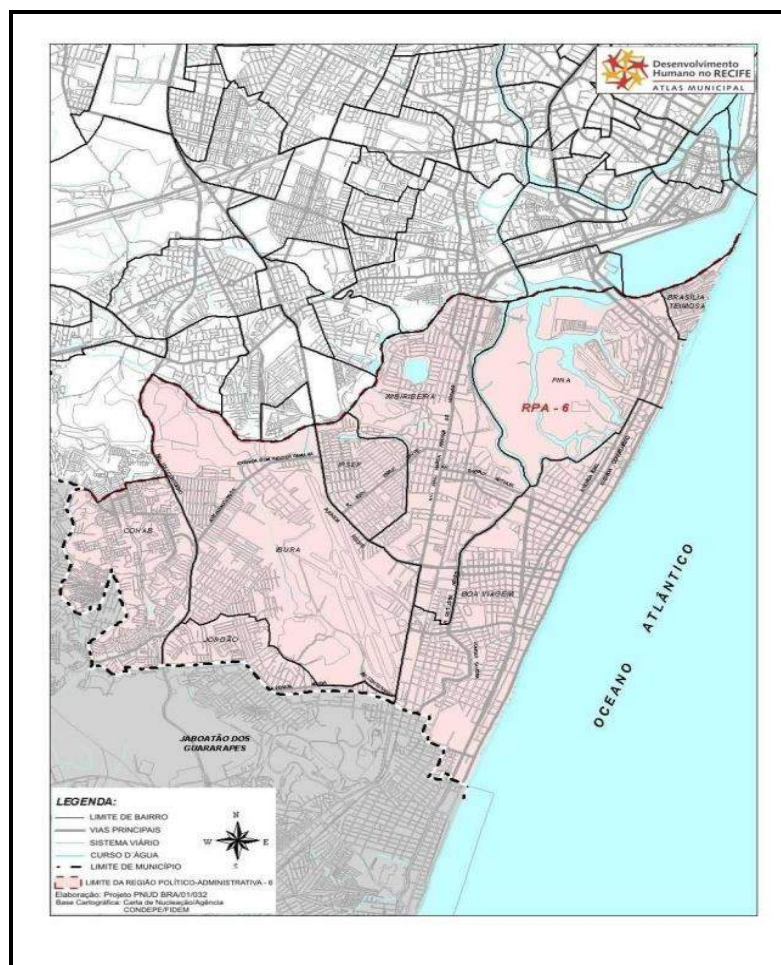 Desenvolvimento
Humano no RECIFE
ATLAS MUNICIPAL
BRASÍLIA
TEIMOSA
PINA
IMBIRIBEIRA
RPA - 6
IPSEP
COHAB
IBURA
BOA VIAGEM
JORDÃO
OCEANO ATLÂNTICO
JABOATÃO DOS
GUARARAPES
LEGENDA:
LIMITE DE BAIRRO
VIAS PRINCIPAIS
SISTEMA VIÁRIO
CURSO D`ÁGUA
LIMITE DE MUNICÍPIO
LIMITE DA REGIÃO POLÍTICO-ADMINISTRATIVA - 6
N
W
E
S
Elaboração: Projeto PNUD BRA/01/032
Base Cartográfica: Carta de Nucleação/Agência
CONDEPE/FIDEM